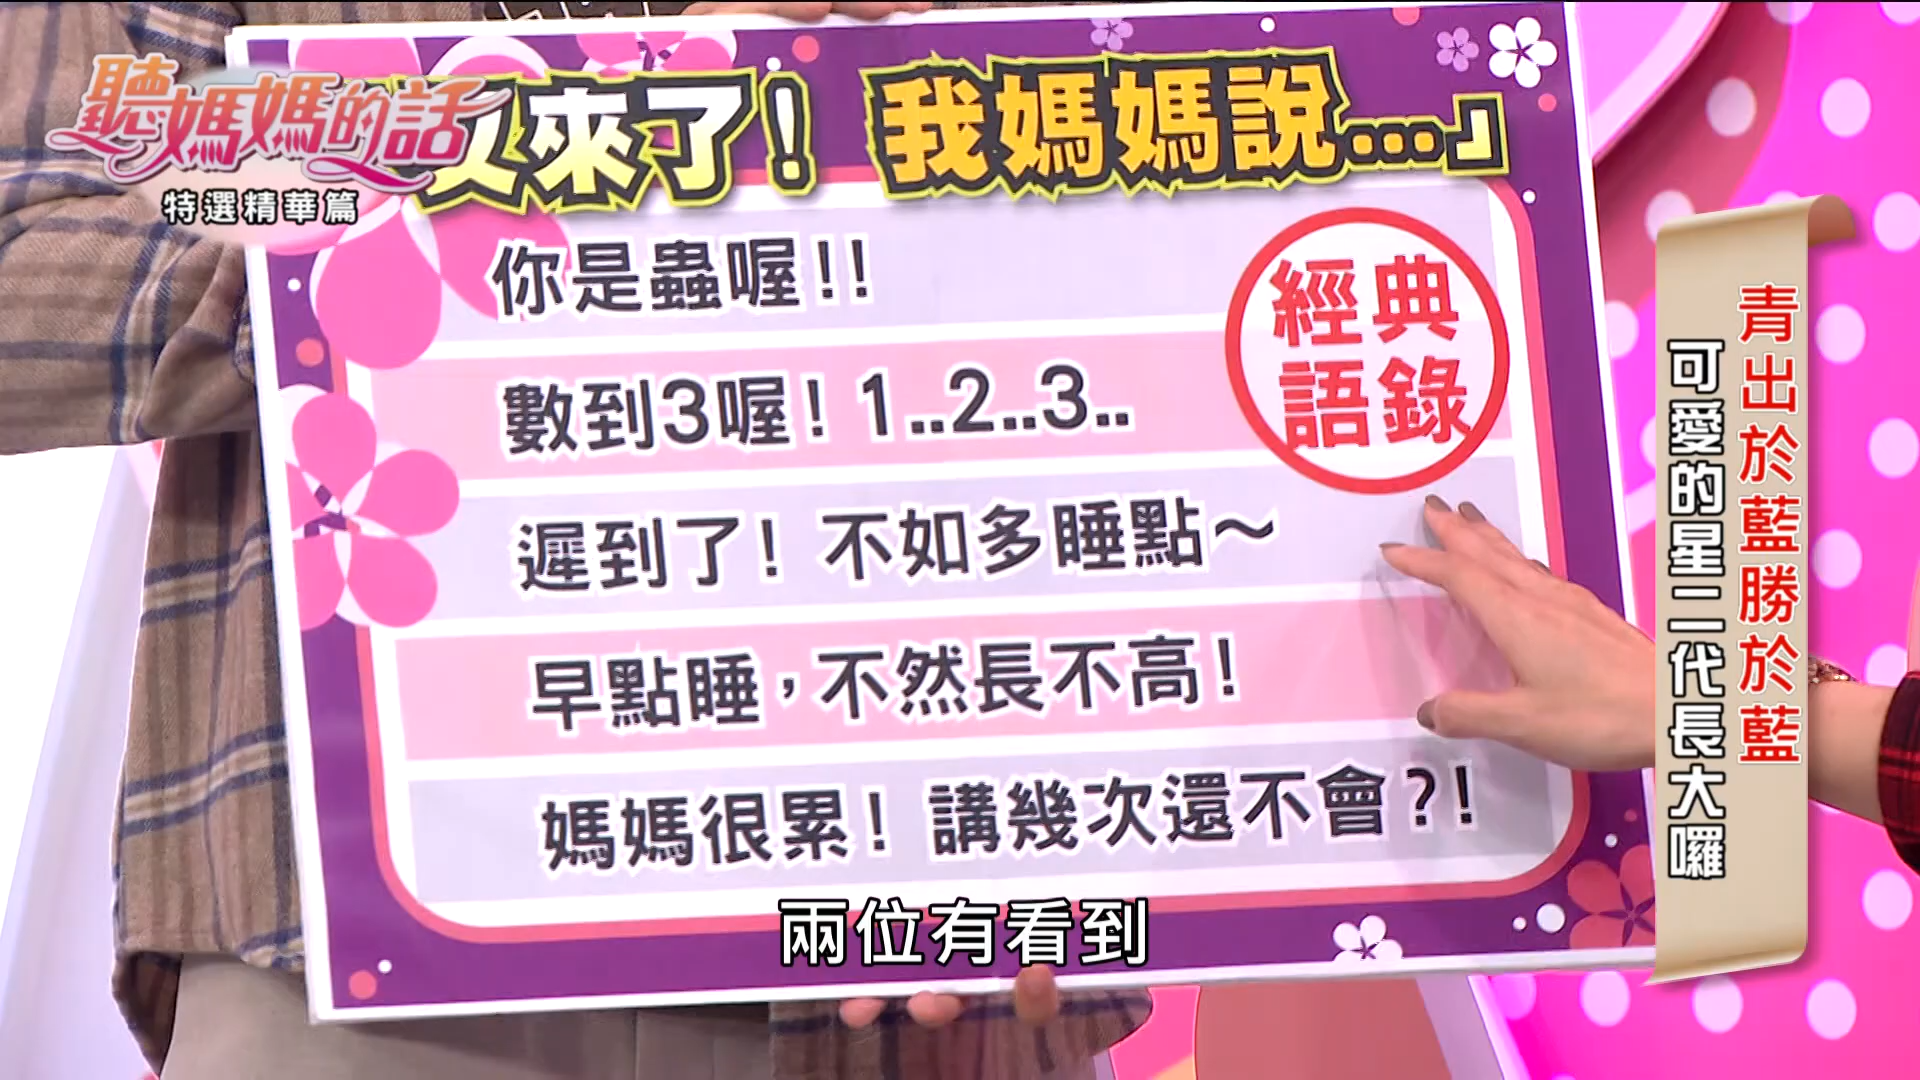 聽媽媽的話
特選精華篇
又來了！我媽媽說...」
經典
語錄
你是蟲喔!!
數到3喔！1..2..3..
遲到了！不如多睡點～
早點睡，不然長不高！
媽媽很累！講幾次還不會？！
青出於藍勝於藍
可愛的星二代長大囉
兩位有看到